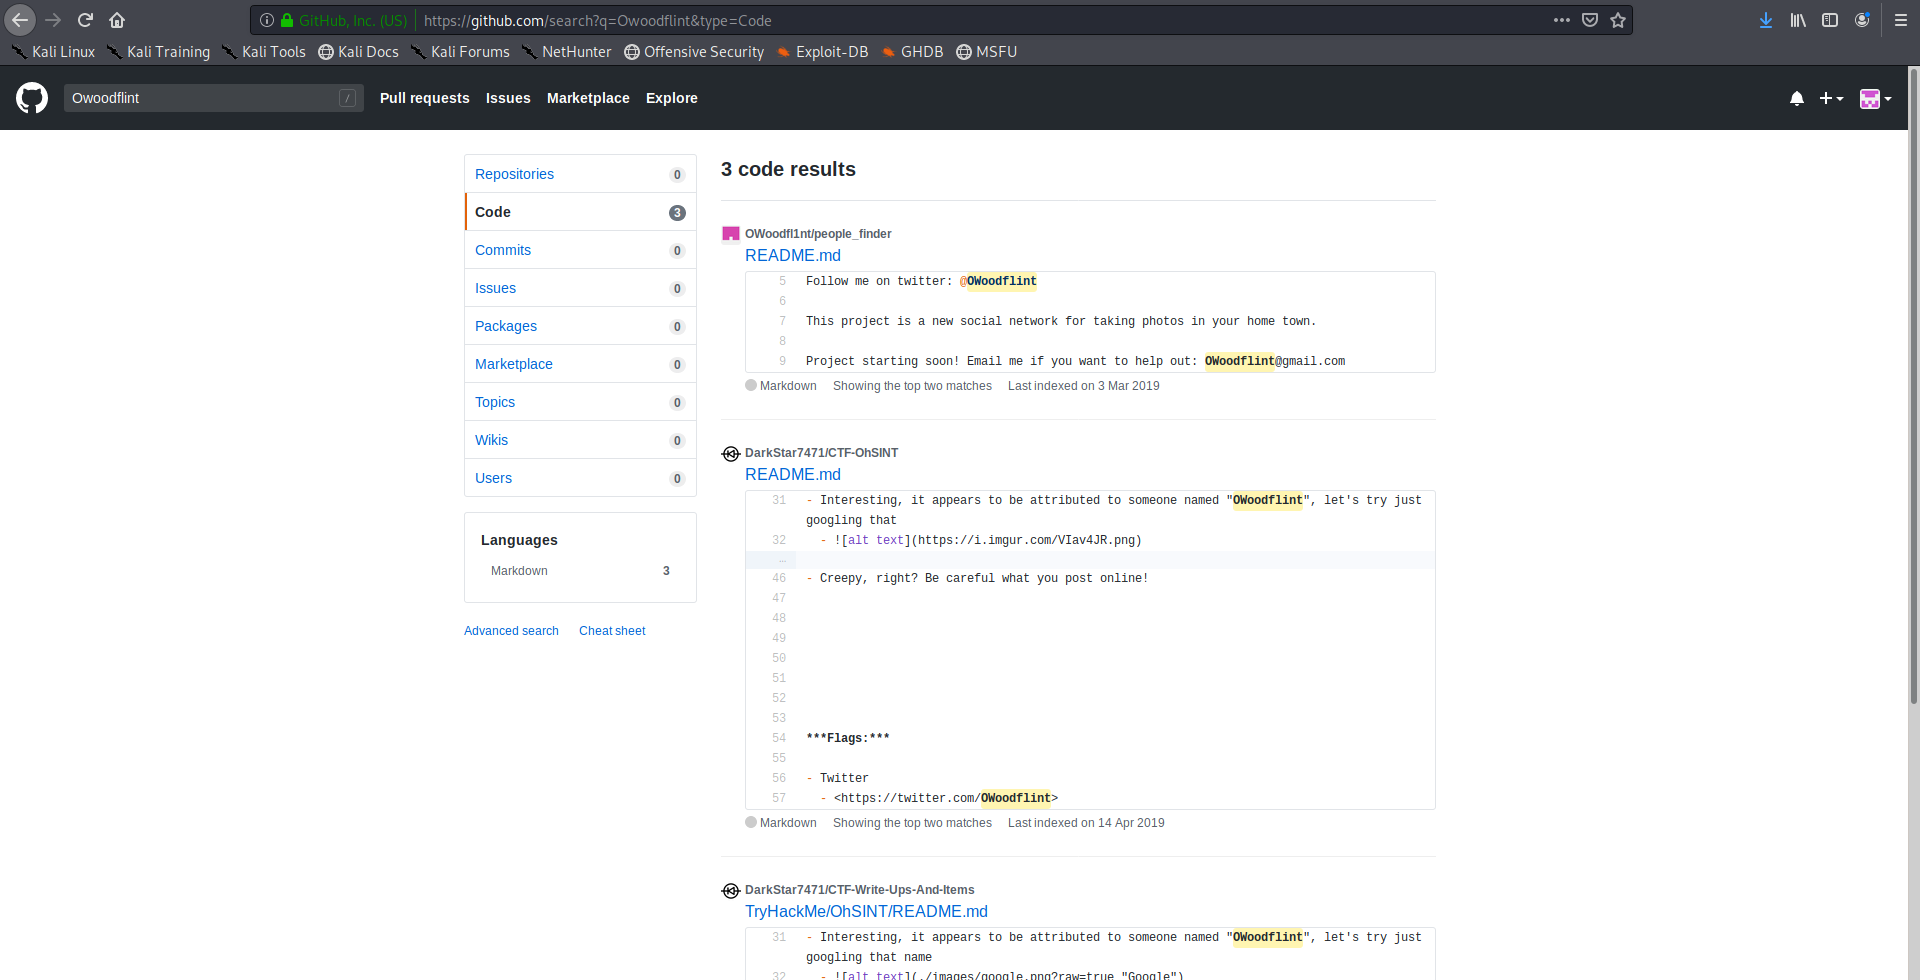 GitHub, Inc. (US) https://github.com/search?q=Owoodflint&type=Code
Kali Linux Kali Training Kali Tools Kali Docs Kali Forums NetHunter Offensive Security Exploit-DB GHDB MSFU
Owoodflint / Pull requests Issues Marketplace Explore
Repositories 0
Code 3
Commits 0
Issues 0
Packages 0
Marketplace 0
Topics 0
Wikis 0
Users 0
Languages
Markdown 3
Advanced search Cheat sheet
3 code results
OWoodfl1nt/people_finder
README.md
5 Follow me on twitter: @OWoodflint
6
7 This project is a new social network for taking photos in your home town.
8
9 Project starting soon! Email me if you want to help out: OWoodflint@gmail.com
Markdown Showing the top two matches Last indexed on 3 Mar 2019
DarkStar7471/CTF-OhSINT
README.md
31 - Interesting, it appears to be attributed to someone named "OWoodflint", let's try just
googling that
32 - ![alt text](https://i.imgur.com/VIav4JR.png)
…
46 - Creepy, right? Be careful what you post online!
47
48
49
50
51
52
53
54 ***Flags:***
55
56 - Twitter
57 - <https://twitter.com/OWoodflint>
Markdown Showing the top two matches Last indexed on 14 Apr 2019
DarkStar7471/CTF-Write-Ups-And-Items
TryHackMe/OhSINT/README.md
31 - Interesting, it appears to be attributed to someone named "OWoodflint", let's try just
googling that name
32 - ![alt text](./images/google.png?raw=true "Google")